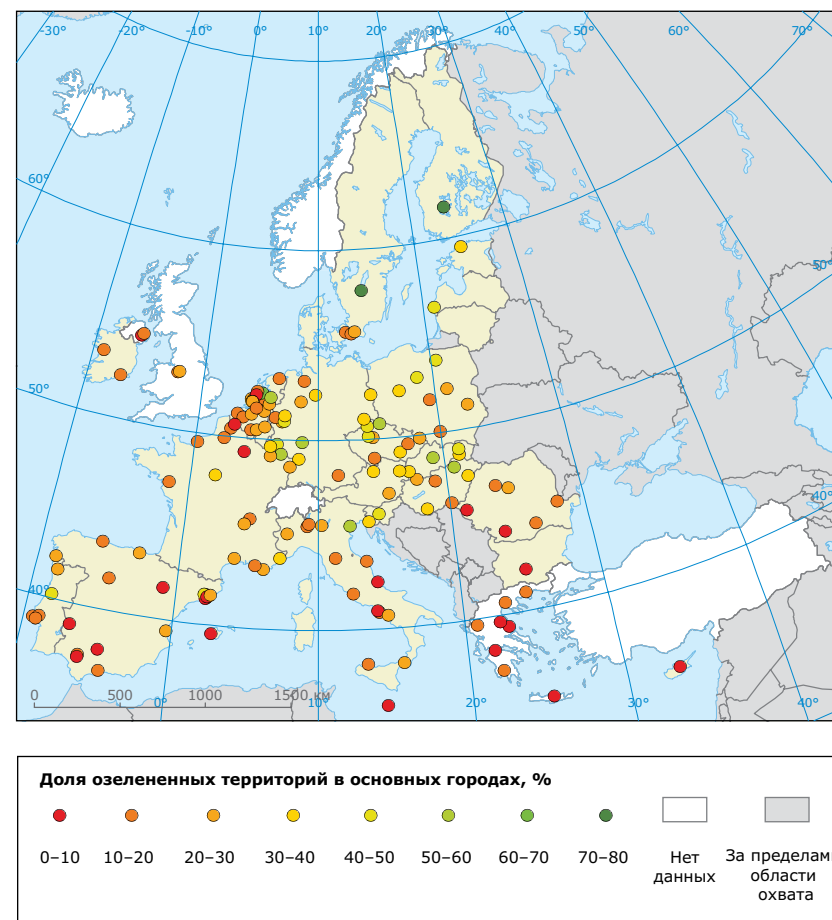 -30° -20° -10° 0° 10° 20° 30° 40° 50° 60° 70°
60°
50°
50°
40°
40°
0 500 1000 1500 км
0° 10° 20° 30° 40°
Доля озелененных территорий в основных городах, %
0–10 10–20 20–30 30–40 40–50 50–60 60–70 70–80 Нет данных За пределами области охвата